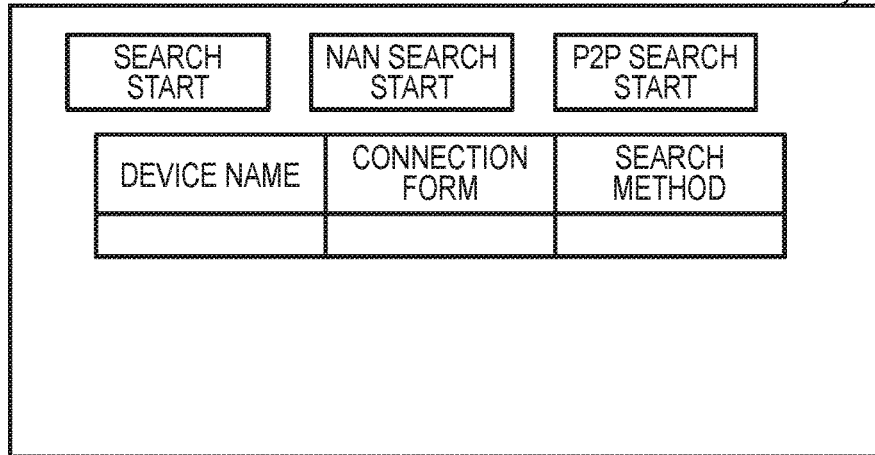 SEARCH
START
NAN SEARCH
START
P2P SEARCH
START
DEVICE NAME
CONNECTION
FORM
SEARCH
METHOD